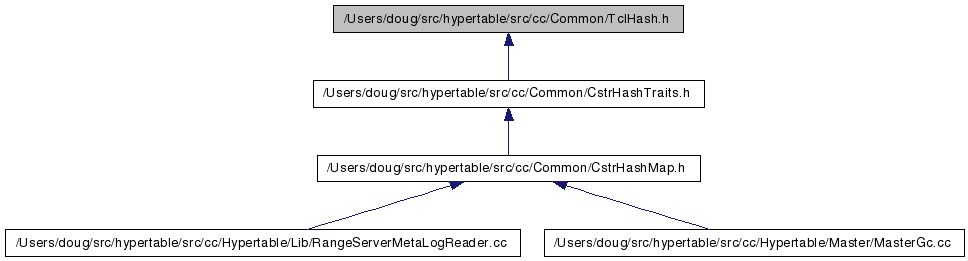 /Users/doug/src/hypertable/src/cc/Common/TclHash.h
/Users/doug/src/hypertable/src/cc/Common/CstrHashTraits.h
/Users/doug/src/hypertable/src/cc/Common/CstrHashMap.h
/Users/doug/src/hypertable/src/cc/Hypertable/Lib/RangeServerMetaLogReader.cc
/Users/doug/src/hypertable/src/cc/Hypertable/Master/MasterGc.cc